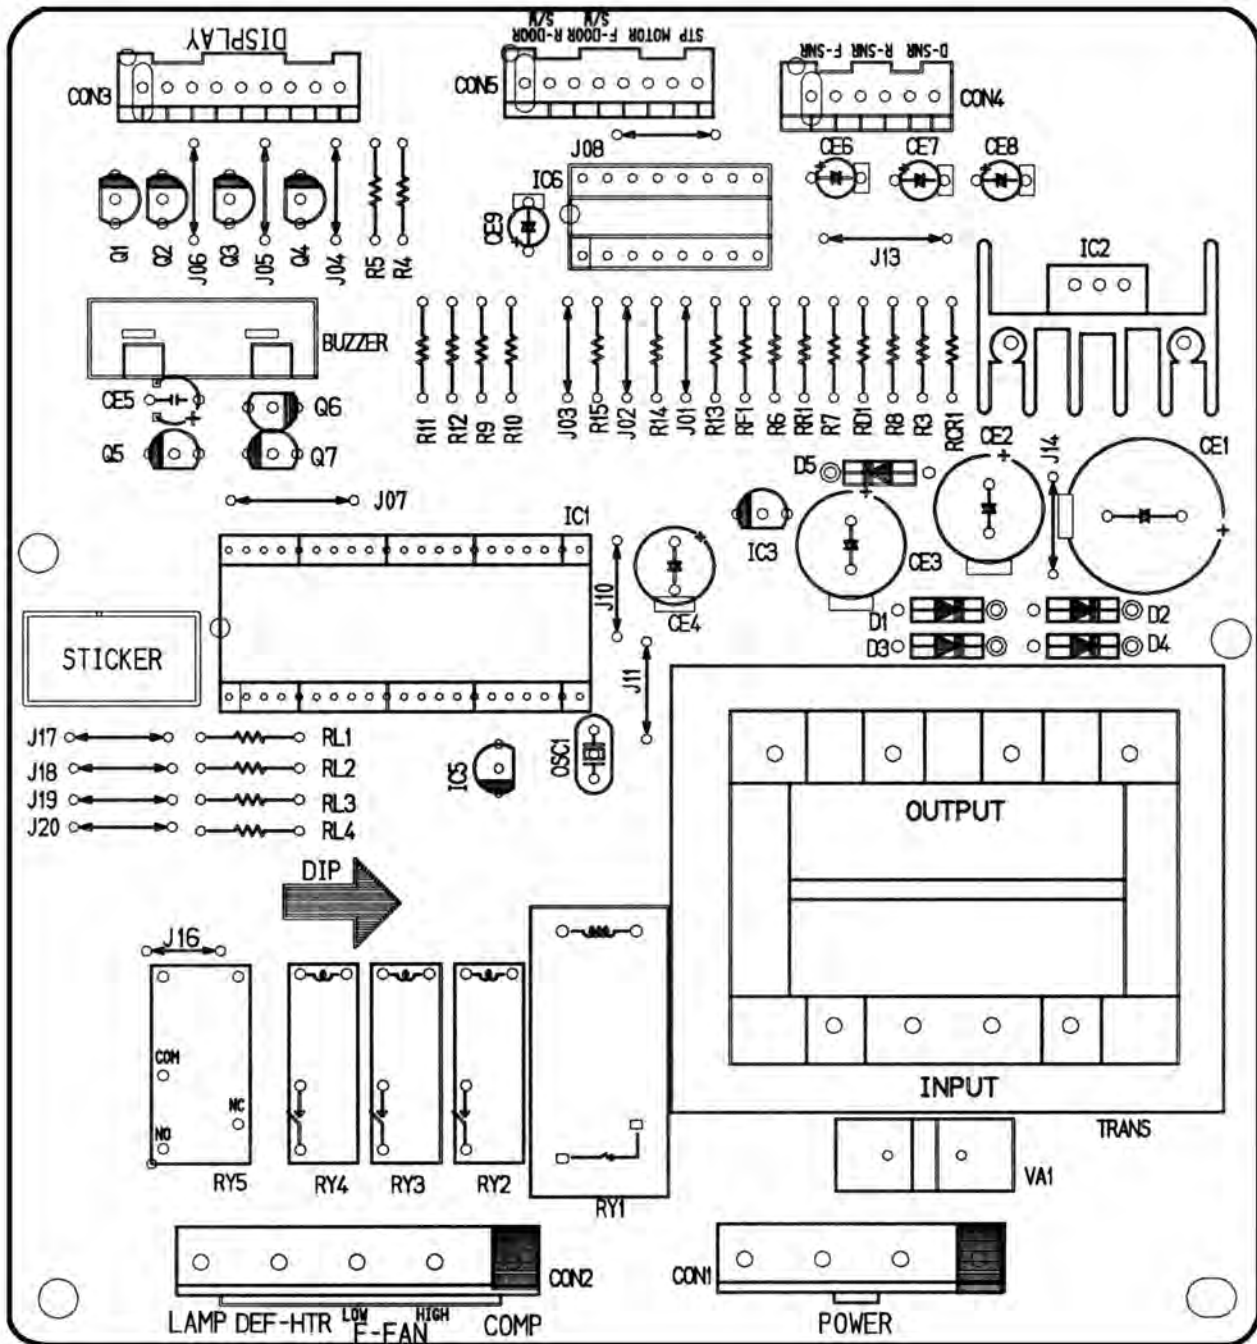 DISPLAY
S/W S/W
R-DOOR F-DOOR STP MOTOR
F-SNR R-SNR D-SNR
CON3
CON5
CON4
J08
CE6 CE7 CE8
IC6
CE9
Q1 Q2 J06 Q3 J05 Q4 J04 R5 R4
J13
IC2
BUZZER
CE5
Q6
Q5
Q7
R11 R12 R9 R10 J03 R15 J02 R14 J01 R13 RF1 R6 RR1 R7 RD1 R8 R3 RCR1
CE2
J14
CE1
D5
J07
IC1
IC3
CE3
J10
CE4
D1
D2
STICKER
J11
D3
D4
J17
RL1
J18
RL2
J19
RL3
J20
RL4
IC5
OSC1
OUTPUT
DIP
J16
COM
NC
NO
INPUT
TRANS
RY5 RY4 RY3 RY2
RY1
VA1
CON2
CON1
LAMP DEF-HTR LOW HIGH COMP
F-FAN
POWER